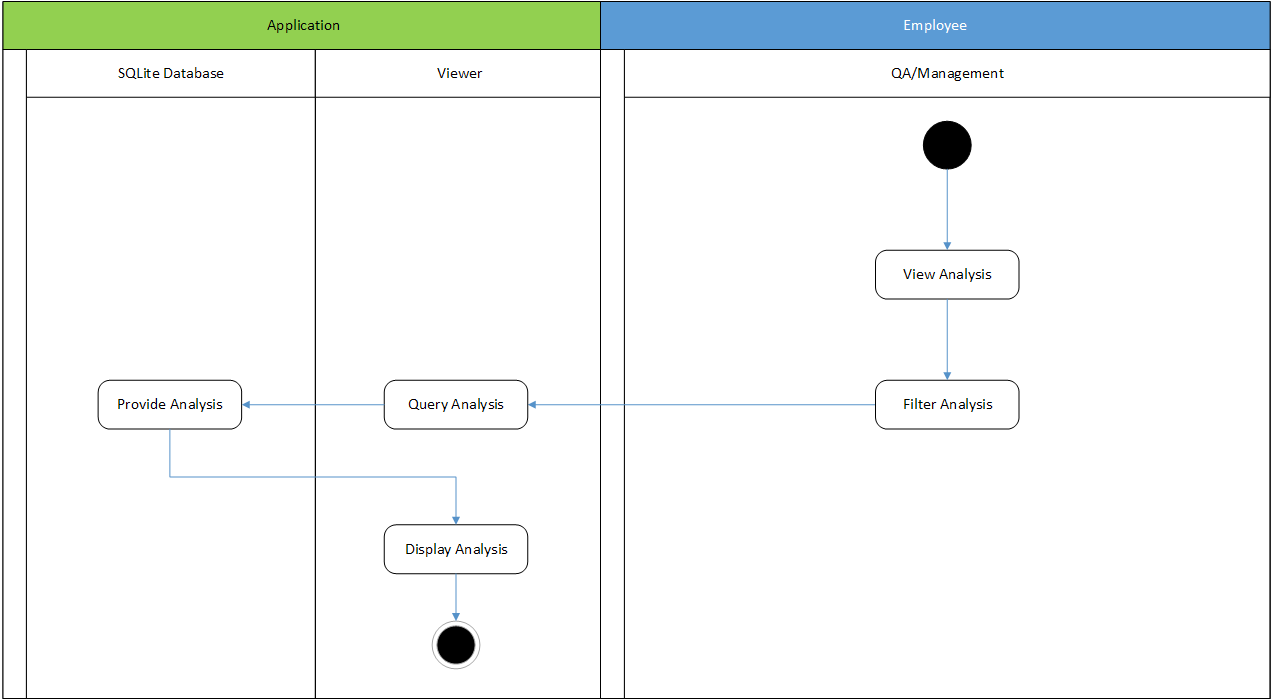 Application
Employee
SQLite Database
Viewer
QA/Management
View Analysis
Provide Analysis
Query Analysis
Filter Analysis
Display Analysis